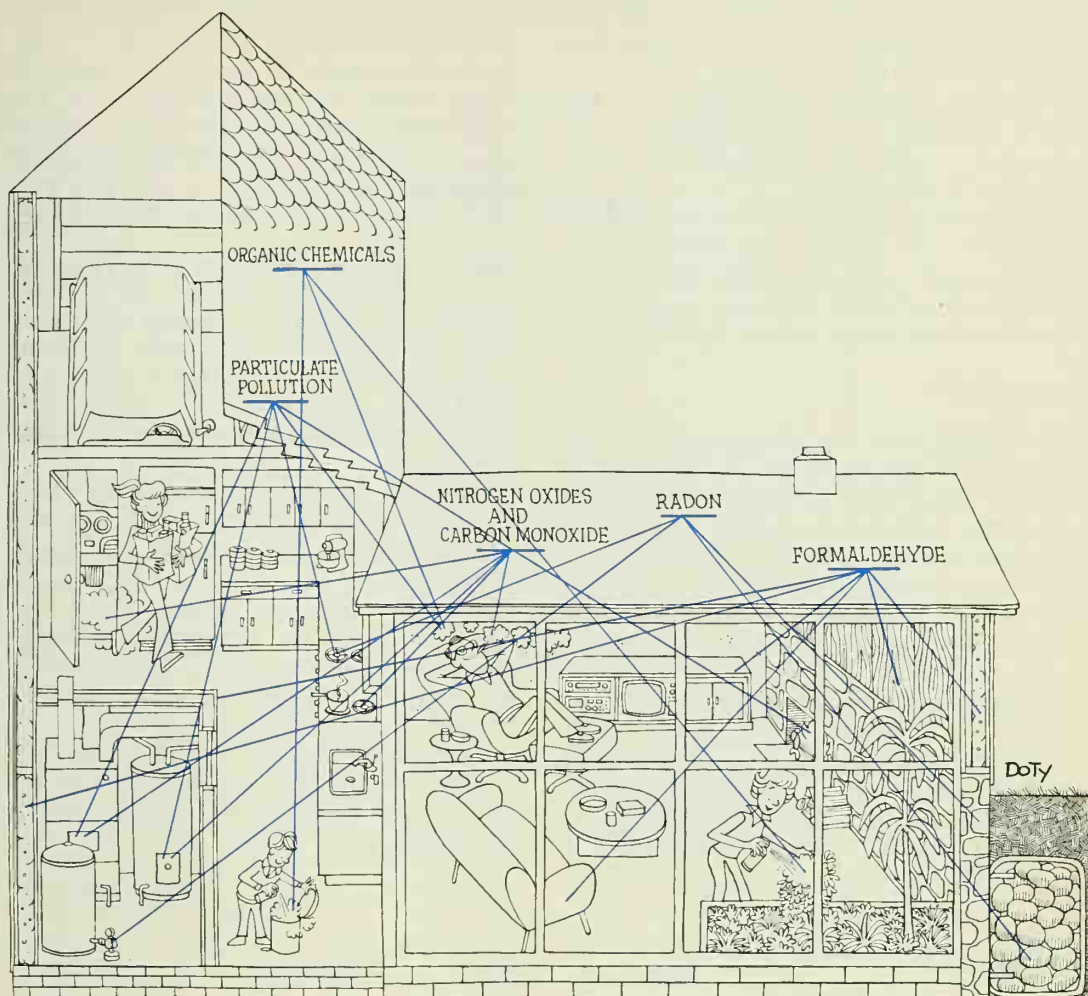 ORGANIC CHEMICALS
PARTICULATE
POLLUTION
NITROGEN OXIDES
AND
CARBON MONOXIDE
RADON
FORMALDEHYDE
DOTY